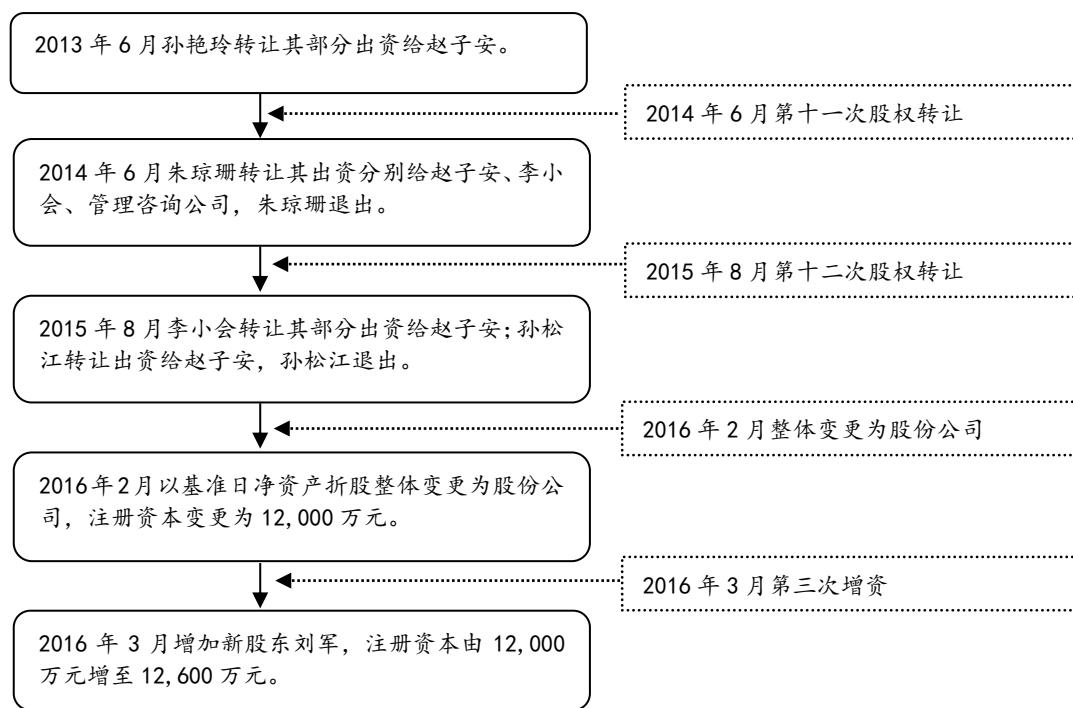 2013 年 6 月孙艳玲转让其部分出资给赵子安。
2014 年 6 月第十一次股权转让
2014 年 6 月朱琼珊转让其出资分别给赵子安、李小
会、管理咨询公司，朱琼珊退出。
2015 年 8 月第十二次股权转让
2015 年 8 月李小会转让其部分出资给赵子安；孙松
江转让出资给赵子安，孙松江退出。
2016 年 2 月整体变更为股份公司
2016 年 2 月以基准日净资产折股整体变更为股份公
司，注册资本变更为 12,000 万元。
2016 年 3 月第三次增资
2016 年 3 月增加新股东刘军，注册资本由 12,000
万元增至 12,600 万元。